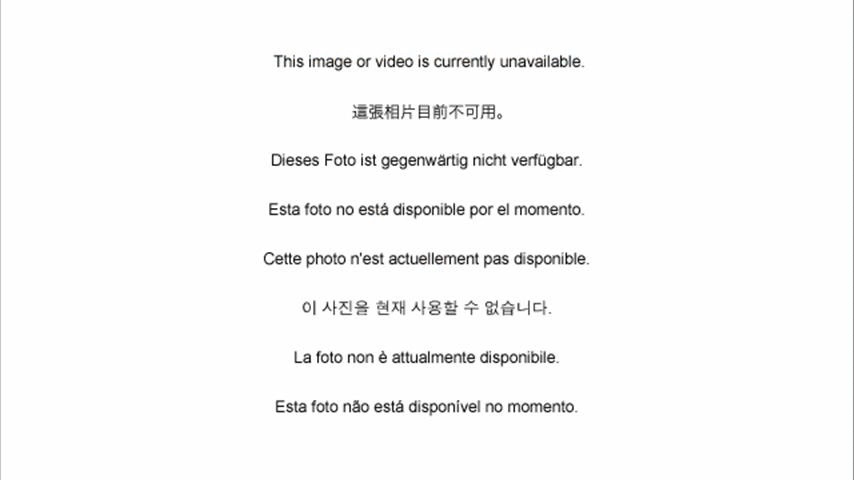 This image or video is currently unavailable.
這張相片目前不可用。
Dieses Foto ist gegenwärtig nicht verfügbar.
Esta foto no está disponible por el momento.
Cette photo n'est actuellement pas disponible.
이 사진을 현재 사용할 수 없습니다.
La foto non è attualmente disponibile.
Esta foto não está disponível no momento.